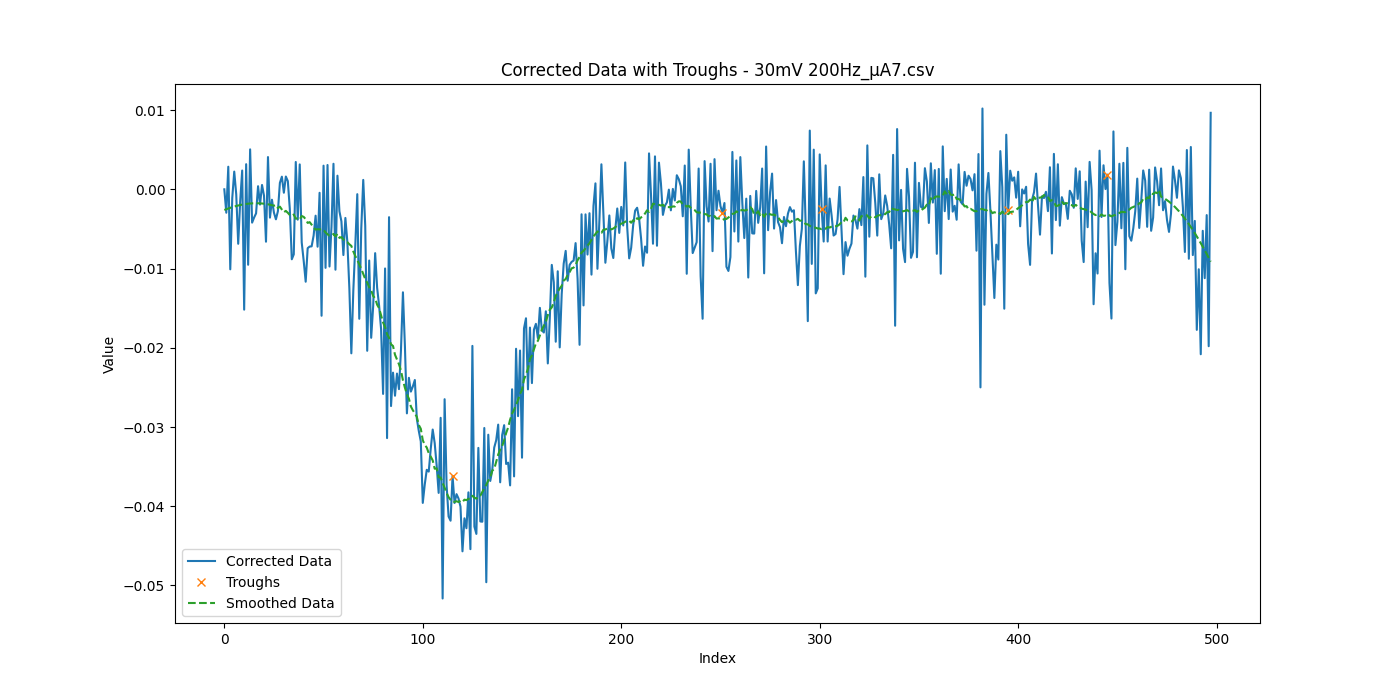 Corrected Data with Troughs - 30mV 200Hz_µA7.csv
0.01
0.00
−0.01
−0.02
−0.03
−0.04
−0.05
Value
Corrected Data
Troughs
Smoothed Data
0 100 200 300 400 500
Index